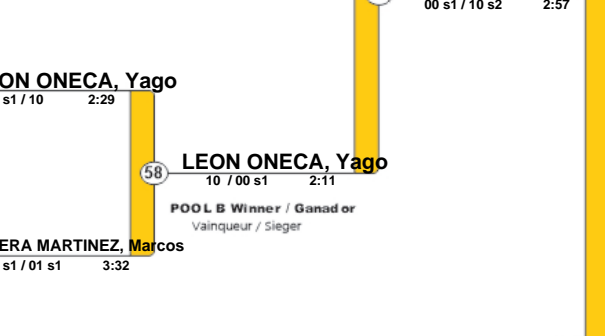 00 s1 / 10 s2 2:57
ON ONECA, Yago
s1 / 10 2:29
58
LEON ONECA, Yago
10 / 00 s1 2:11
POOL B Winner / Ganador
Vainqueur / Sieger
ERA MARTINEZ, Marcos
s1 / 01 s1 3:32